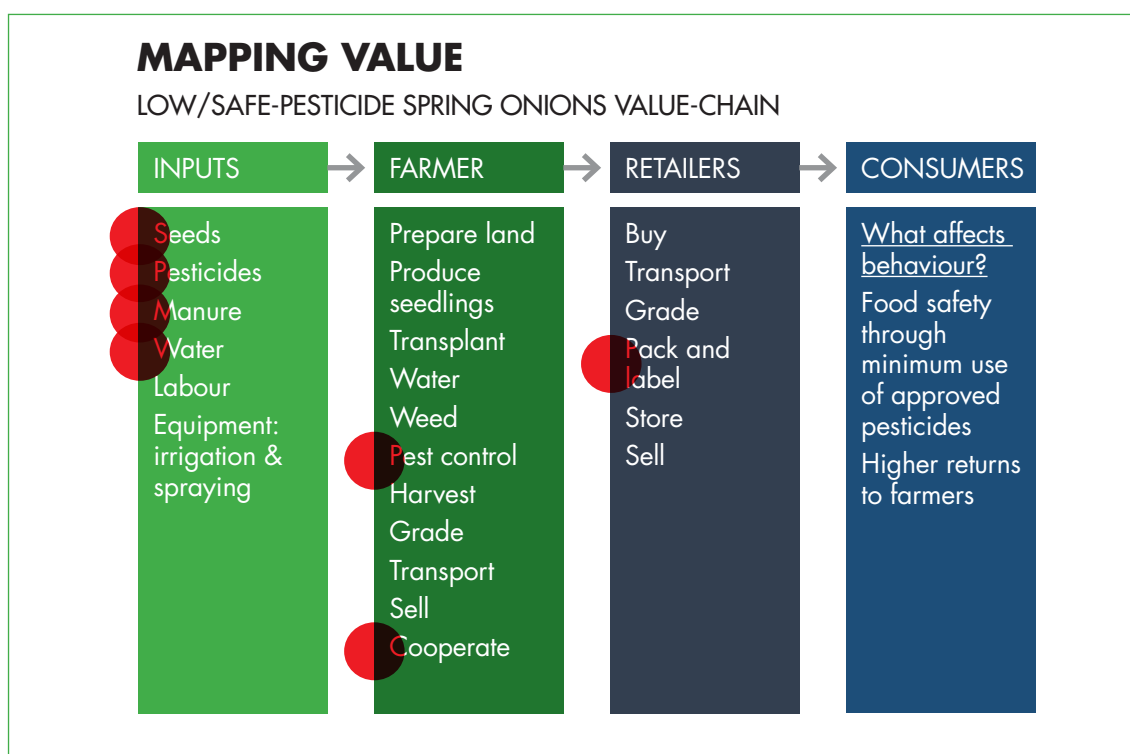 MAPPING VALUE
LOW/SAFE-PESTICIDE SPRING ONIONS VALUE-CHAIN
INPUTS
Seeds
Pesticides
Manure
Water
Labour
Equipment:
irrigation &
spraying
FARMER
Prepare land
Produce
seedlings
Transplant
Water
Weed
Pest control
Harvest
Grade
Transport
Sell
Cooperate
RETAILERS
Buy
Transport
Grade
Pack and
label
Store
Sell
CONSUMERS
What affects
behaviour?
Food safety
through
minimum use
of approved
pesticides
Higher returns
to farmers